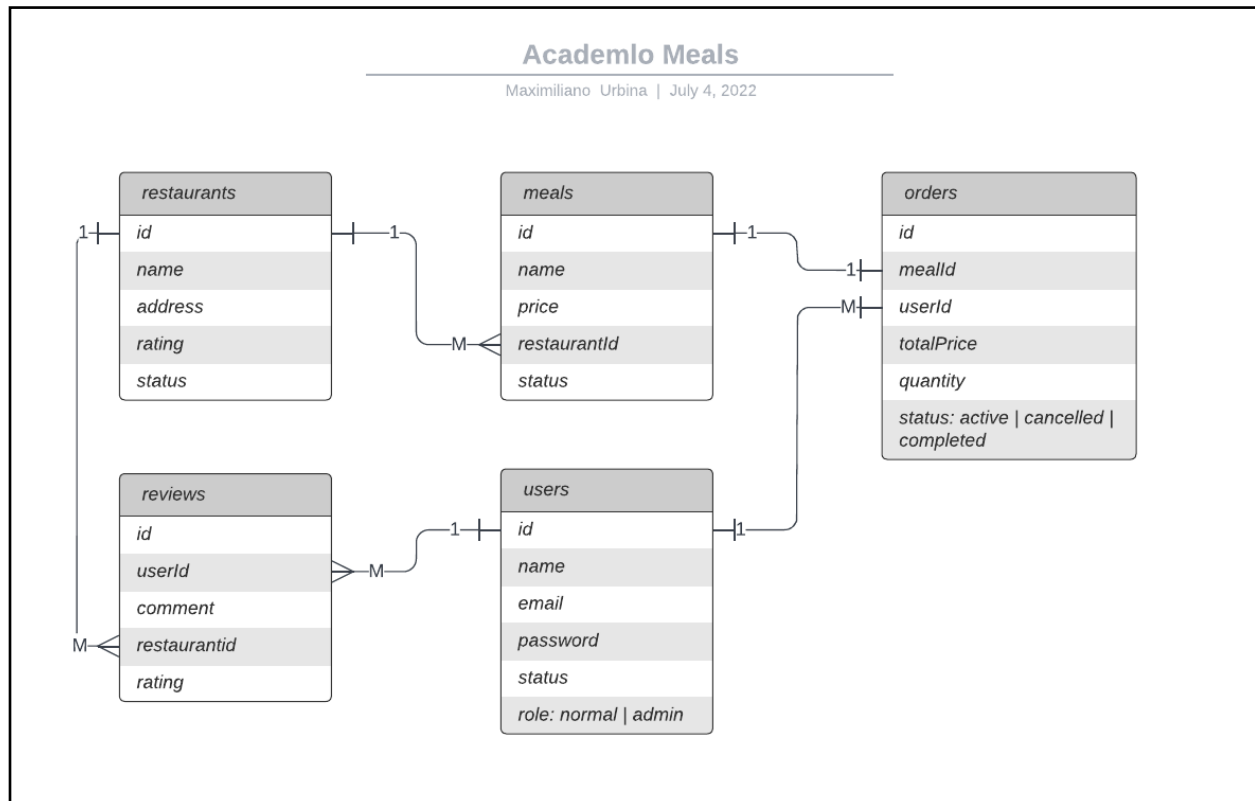 Academlo Meals
Maximiliano Urbina | July 4, 2022
restaurants
id
name
address
rating
status
meals
id
name
price
restaurantId
status
orders
id
mealId
userId
totalPrice
quantity
status: active | cancelled |
completed
reviews
id
userId
comment
restaurantid
rating
users
id
name
email
password
status
role: normal | admin
1
1
M
1
1
M
1
M
1
M